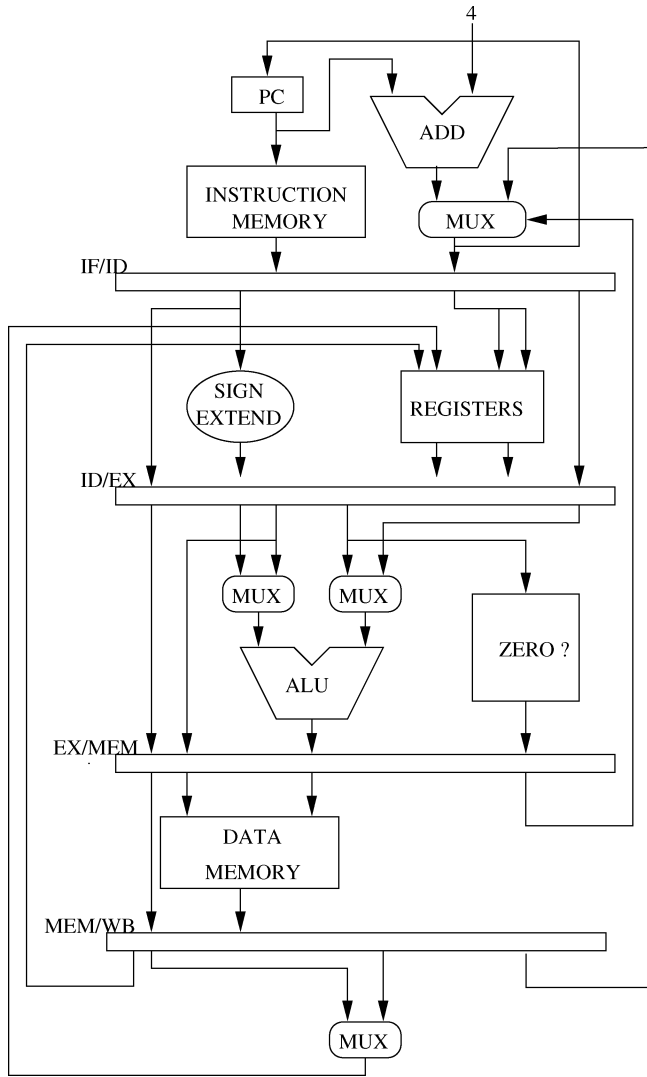 4
PC
ADD
INSTRUCTION
MEMORY
MUX
IF/ID
SIGN
EXTEND
REGISTERS
ID/EX
MUX
MUX
ZERO ?
ALU
EX/MEM
DATA
MEMORY
MEM/WB
MUX